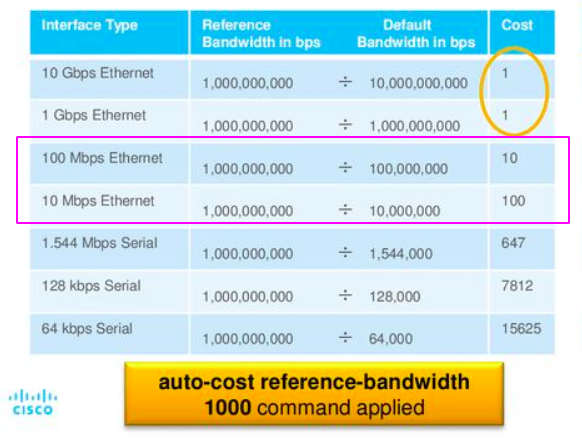 Interface Type Reference Bandwidth in bps Default Bandwidth in bps Cost
10 Gbps Ethernet 1,000,000,000 ÷ 10,000,000,000 1
1 Gbps Ethernet 1,000,000,000 ÷ 1,000,000,000 1
100 Mbps Ethernet 1,000,000,000 ÷ 100,000,000 10
10 Mbps Ethernet 1,000,000,000 ÷ 10,000,000 100
1.544 Mbps Serial 1,000,000,000 ÷ 1,544,000 647
128 kbps Serial 1,000,000,000 ÷ 128,000 7812
64 kbps Serial 1,000,000,000 ÷ 64,000 15625
auto-cost reference-bandwidth
1000 command applied
CISCO